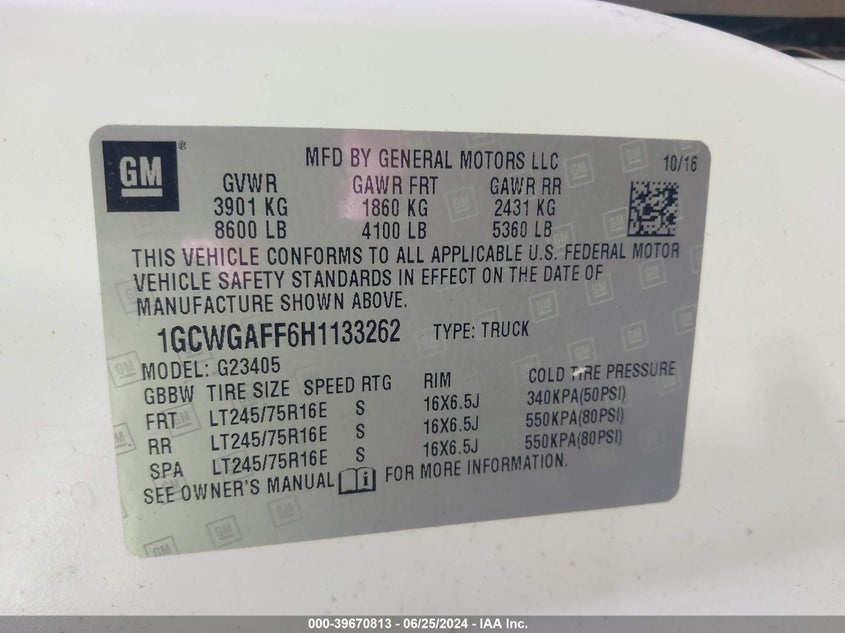 GM ® MFD BY GENERAL MOTORS LLC 10/16
GVWR GAWR FRT GAWR RR
3901 KG 1860 KG 2431 KG
8600 LB 4100 LB 5360 LB
THIS VEHICLE CONFORMS TO ALL APPLICABLE U.S. FEDERAL MOTOR
VEHICLE SAFETY STANDARDS IN EFFECT ON THE DATE OF
MANUFACTURE SHOWN ABOVE.
1GCWGAFF6H1133262 TYPE: TRUCK
MODEL: G23405
GBBW TIRE SIZE SPEED RTG RIM COLD TIRE PRESSURE
FRT LT245/75R16E S 16X6.5J 340KPA(50PSI)
RR LT245/75R16E S 16X6.5J 550KPA(80PSI)
SPA LT245/75R16E S 16X6.5J 550KPA(80PSI)
SEE OWNER'S MANUAL i FOR MORE INFORMATION.
000-39670813 / 06/25/2024 - IAA Inc.